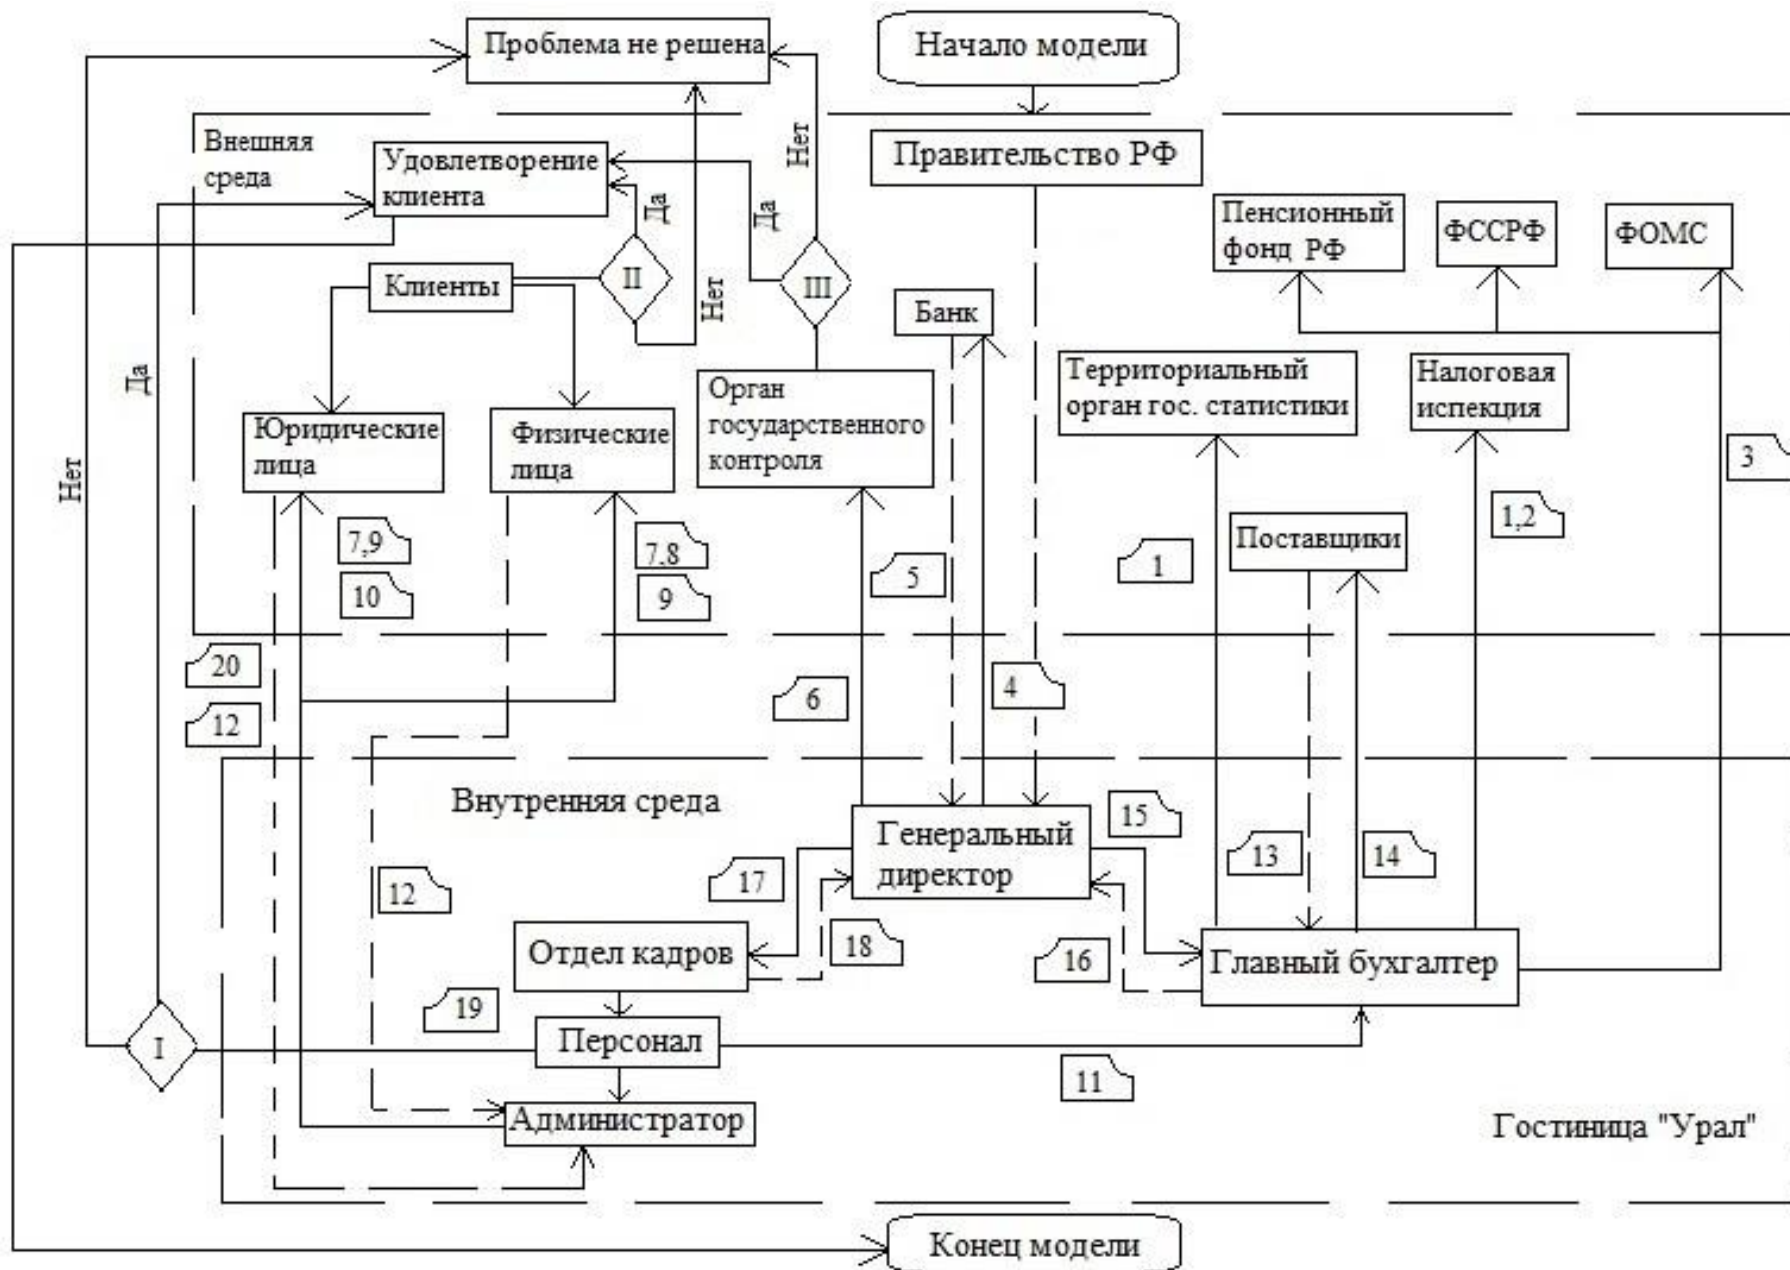 Проблема не решена
Начало модели
Внешняя
среда
Удовлетворение
клиента
Нет
Правительство РФ
Да
Да
Пенсионный
фонд РФ
ФССРФ
ФОМС
Клиенты
II
III
Нет
Банк
Да
Территориальный
орган гос. статистики
Налоговая
испекция
Орган
государственного
контроля
Юридические
лица
Физические
лица
Нет
3
7,9
7,8
1,2
Поставщики
10
9
5
1
20
6
4
12
Внутренняя среда
15
Генеральный
директор
17
12
13
14
18
Отдел кадров
16
Главный бухгалтер
19
I
Персонал
11
Администратор
Гостиница "Урал"
Конец модели